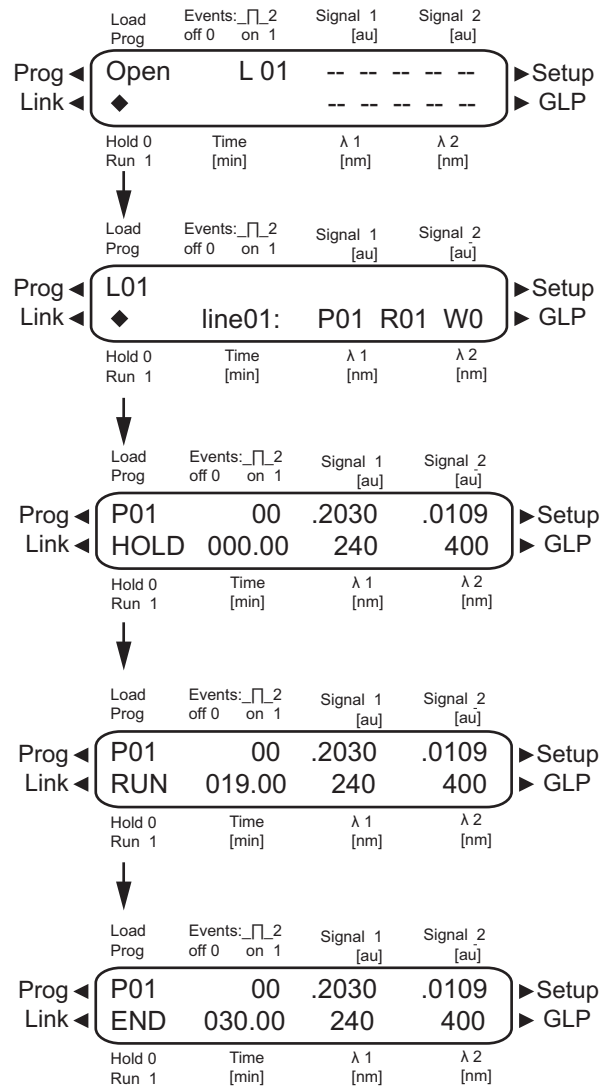 Load Events:_∏_2 Signal 1 Signal 2
Prog off 0 on 1 [au] [au]
Prog ◄ Open L 01 -- -- -- -- -- ►Setup
Link ◄ ◆ -- -- -- -- -- ► GLP
Hold 0 Time λ 1 λ 2
Run 1 [min] [nm] [nm]
Load Events:_∏_2 Signal 1 Signal 2
Prog off 0 on 1 [au] [au]
Prog ◄ L01 ►Setup
Link ◄ ◆ line01: P01 R01 W0 ► GLP
Hold 0 Time λ 1 λ 2
Run 1 [min] [nm] [nm]
Load Events:_∏_2 Signal 1 Signal 2
Prog off 0 on 1 [au] [au]
Prog ◄ P01 00 .2030 .0109 ►Setup
Link ◄ HOLD 000.00 240 400 ► GLP
Hold 0 Time λ 1 λ 2
Run 1 [min] [nm] [nm]
Load Events:_∏_2 Signal 1 Signal 2
Prog off 0 on 1 [au] [au]
Prog ◄ P01 00 .2030 .0109 ►Setup
Link ◄ RUN 019.00 240 400 ► GLP
Hold 0 Time λ 1 λ 2
Run 1 [min] [nm] [nm]
Load Events:_∏_2 Signal 1 Signal 2
Prog off 0 on 1 [au] [au]
Prog ◄ P01 00 .2030 .0109 ►Setup
Link ◄ END 030.00 240 400 ► GLP
Hold 0 Time λ 1 λ 2
Run 1 [min] [nm] [nm]